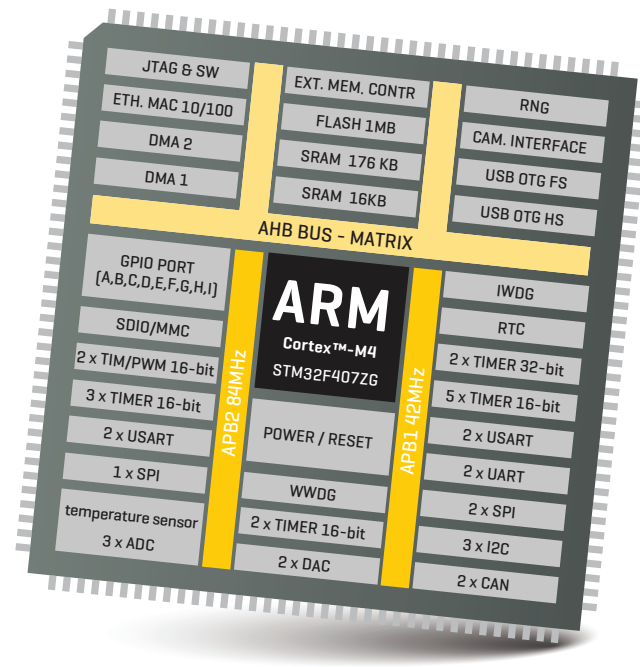 JTAG & SW
ETH. MAC 10/100
DMA 2
DMA 1
EXT. MEM. CONTR
FLASH 1MB
SRAM 176 KB
SRAM 16KB
RNG
CAM. INTERFACE
USB OTG FS
USB OTG HS
AHB BUS - MATRIX
GPIO PORT
(A,B,C,D,E,F,G,H,I)
SDIO/MMC
2 x TIM/PWM 16-bit
3 x TIMER 16-bit
2 x USART
1 x SPI
temperature sensor
3 x ADC
APB2 84MHz
ARM
Cortex™-M4
STM32F407ZG
POWER / RESET
WWDG
2 x TIMER 16-bit
2 x DAC
APB1 42MHz
IWDG
RTC
2 x TIMER 32-bit
5 x TIMER 16-bit
2 x USART
2 x UART
2 x SPI
3 x I2C
2 x CAN